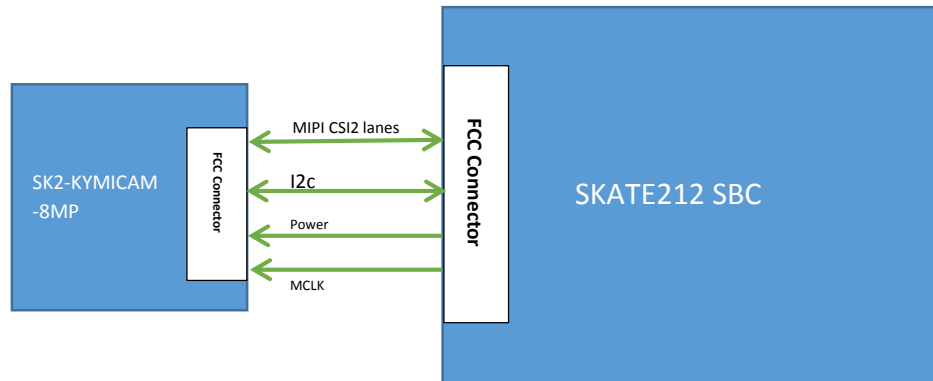 SK2-KYMICAM
-8MP
FCC Connector
MIPI CSI2 lanes
I2c
Power
MCLK
FCC Connector
SKATE212 SBC